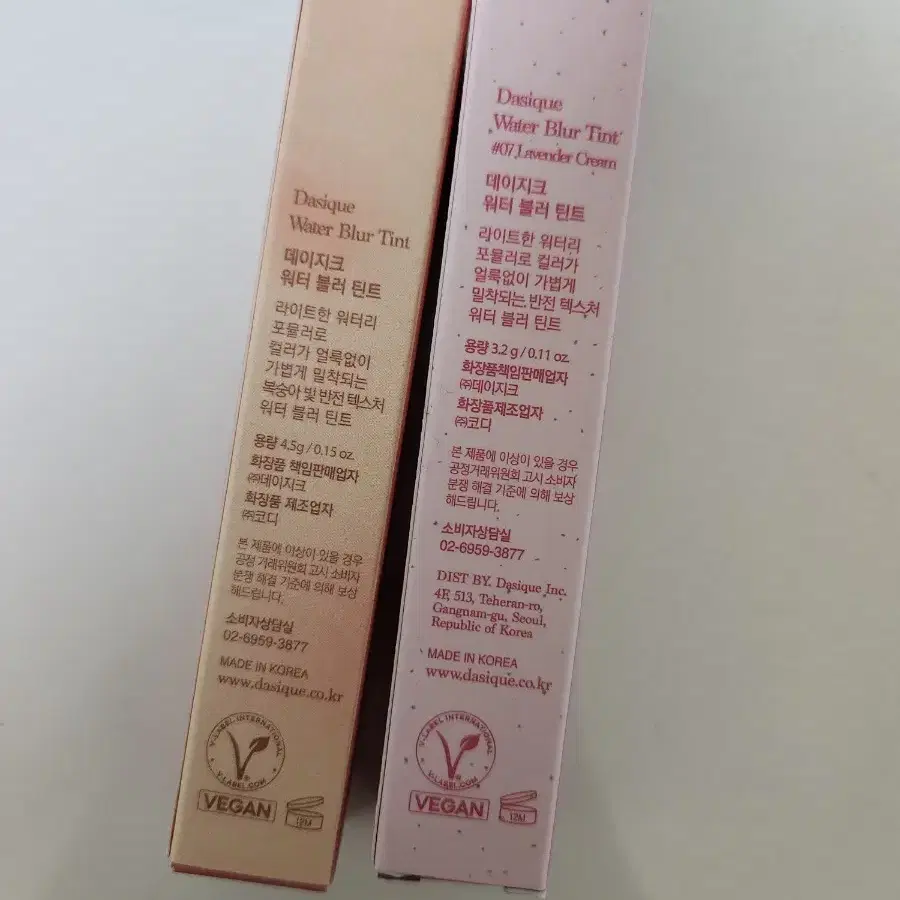 Dasique
Water Blur Tint
데이지크
워터 블러 틴트
라이트한 워터리
포뮬러로
컬러가 얼룩없이
가볍게 밀착되는
복숭아 빛 반전 텍스처
워터 블러 틴트
용량 4.5g / 0.15 oz.
화장품 책임판매업자
㈜데이지크
화장품 제조업자
㈜코디
본 제품에 이상이 있을 경우
공정 거래위원회 고시 소비자
분쟁 해결 기준에 의해 보상
해드립니다.
소비자상담실
02-6959-3877
MADE IN KOREA
www.dasique.co.kr
V-LABEL INTERNATIONAL
V-LABEL.COM
VEGAN
12M
Dasique
Water Blur Tint
#07 Lavender Cream
데이지크
워터 블러 틴트
라이트한 워터리
포뮬러로 컬러가
얼룩없이 가볍게
밀착되는 반전 텍스처
워터 블러 틴트
용량 3.2 g / 0.11 oz.
화장품책임판매업자
㈜데이지크
화장품제조업자
㈜코디
본 제품에 이상이 있을 경우
공정거래위원회 고시 소비자
분쟁 해결 기준에 의해 보상
해드립니다.
소비자상담실
02-6959-3877
DIST BY. Dasique Inc.
4F, 513, Teheran-ro,
Gangnam-gu, Seoul,
Republic of Korea
MADE IN KOREA
www.dasique.co.kr
V-LABEL INTERNATIONAL
V-LABEL.COM
VEGAN
12M